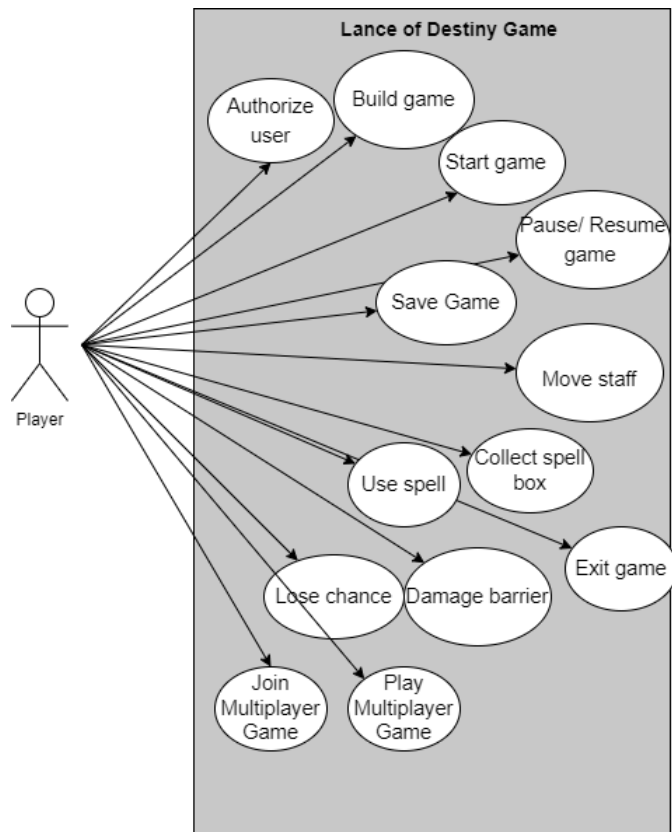 Lance of Destiny Game
Authorize
user
Build game
Start game
Pause/ Resume
game
Save Game
Player
Move staff
Collect spell
box
Use spell
Exit game
Lose chance
Damage barrier
Join
Multiplayer
Game
Play
Multiplayer
Game